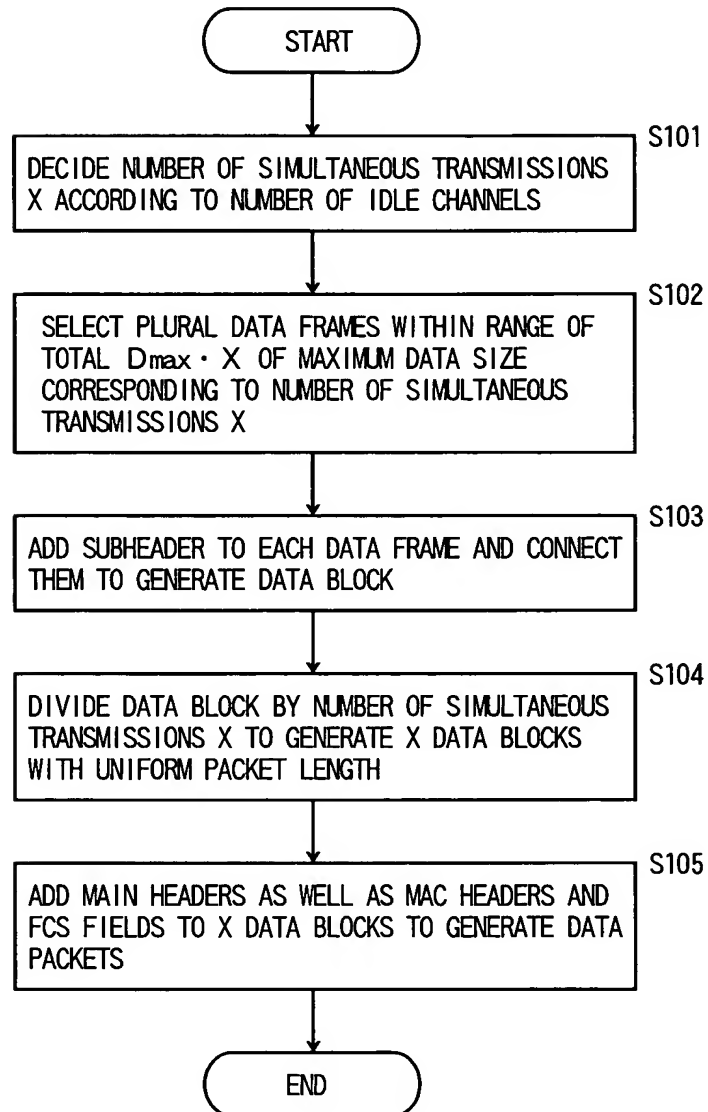 START
S101
DECIDE NUMBER OF SIMULTANEOUS TRANSMISSIONS
X ACCORDING TO NUMBER OF IDLE CHANNELS
S102
SELECT PLURAL DATA FRAMES WITHIN RANGE OF
TOTAL Dmax · X OF MAXIMUM DATA SIZE
CORRESPONDING TO NUMBER OF SIMULTANEOUS
TRANSMISSIONS X
S103
ADD SUBHEADER TO EACH DATA FRAME AND CONNECT
THEM TO GENERATE DATA BLOCK
S104
DIVIDE DATA BLOCK BY NUMBER OF SIMULTANEOUS
TRANSMISSIONS X TO GENERATE X DATA BLOCKS
WITH UNIFORM PACKET LENGTH
S105
ADD MAIN HEADERS AS WELL AS MAC HEADERS AND
FCS FIELDS TO X DATA BLOCKS TO GENERATE DATA
PACKETS
END